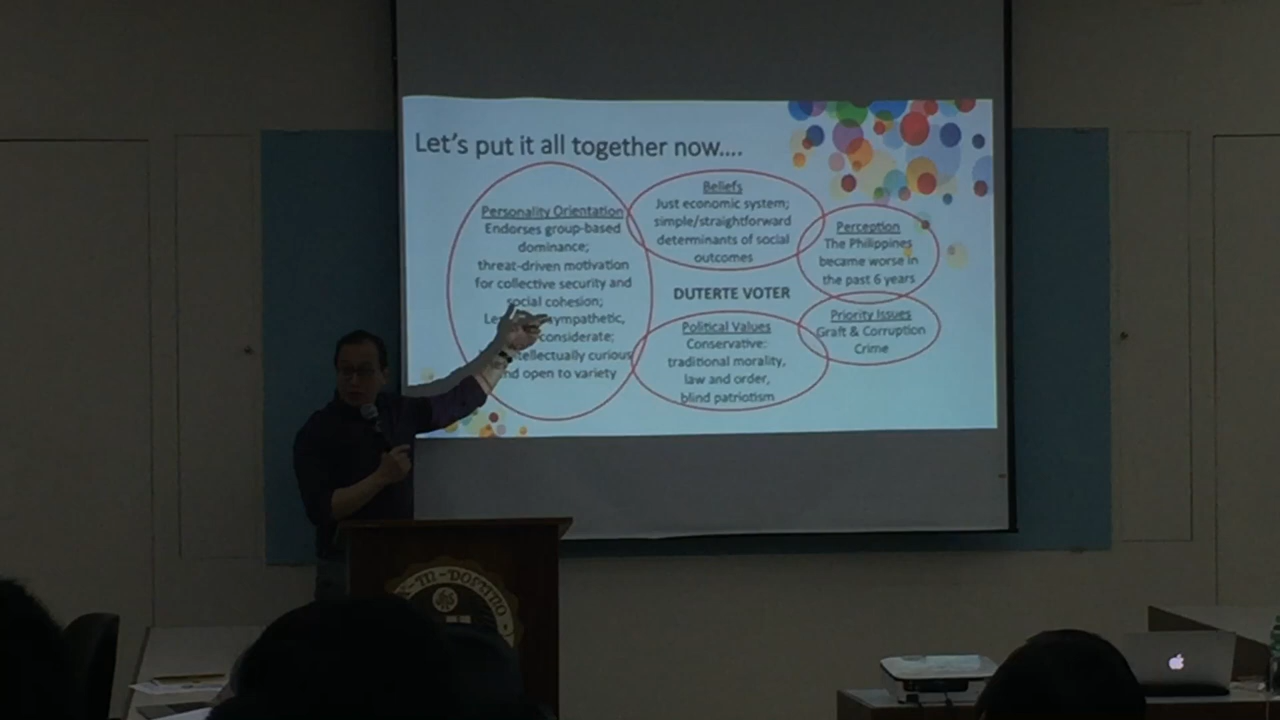 Let's put it all together now....
Personality Orientation
Endorses group-based
dominance;
threat-driven motivation
for collective security and
social cohesion;
sympathetic,
considerate;
intellectually curious
and open to variety
Beliefs
Just economic system;
simple/straightforward
determinants of social
outcomes
DUTERTE VOTER
Political Values
Conservative:
traditional morality,
law and order,
blind patriotism
Perception
The Philippines
became worse in
the past 6 years
Priority Issues
Graft & Corruption
Crime